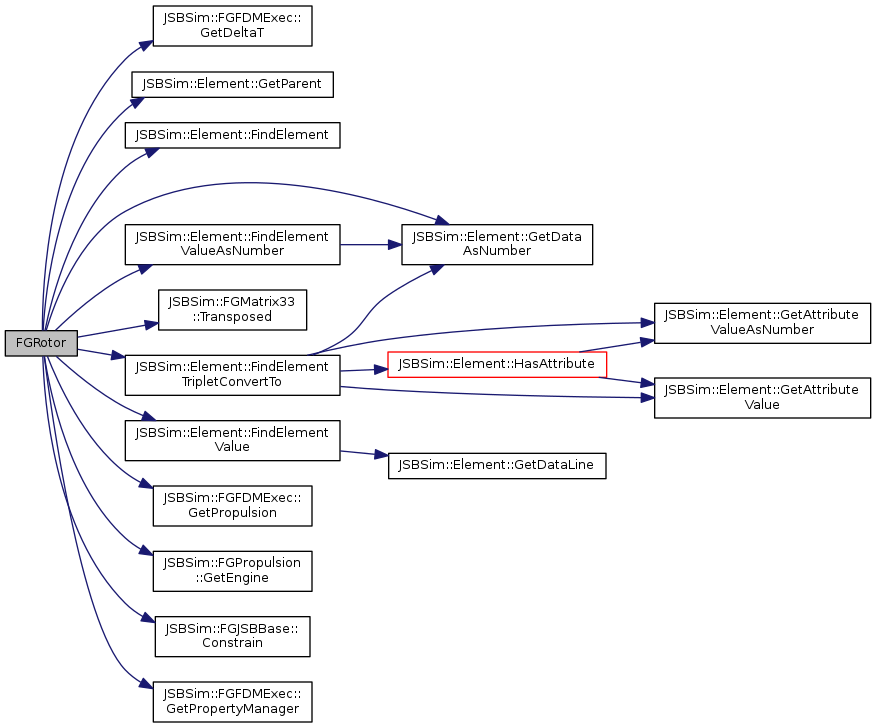 JSBSim::FGFDMExec::
GetDeltaT
JSBSim::Element::GetParent
JSBSim::Element::FindElement
JSBSim::Element::FindElement
ValueAsNumber
JSBSim::Element::GetData
AsNumber
JSBSim::FGMatrix33
::Transposed
JSBSim::Element::GetAttribute
ValueAsNumber
FGRotor
JSBSim::Element::FindElement
TripletConvertTo
JSBSim::Element::HasAttribute
JSBSim::Element::GetAttribute
Value
JSBSim::Element::FindElement
Value
JSBSim::Element::GetDataLine
JSBSim::FGFDMExec::
GetPropulsion
JSBSim::FGPropulsion
::GetEngine
JSBSim::FGJSBBase::
Constrain
JSBSim::FGFDMExec::
GetPropertyManager